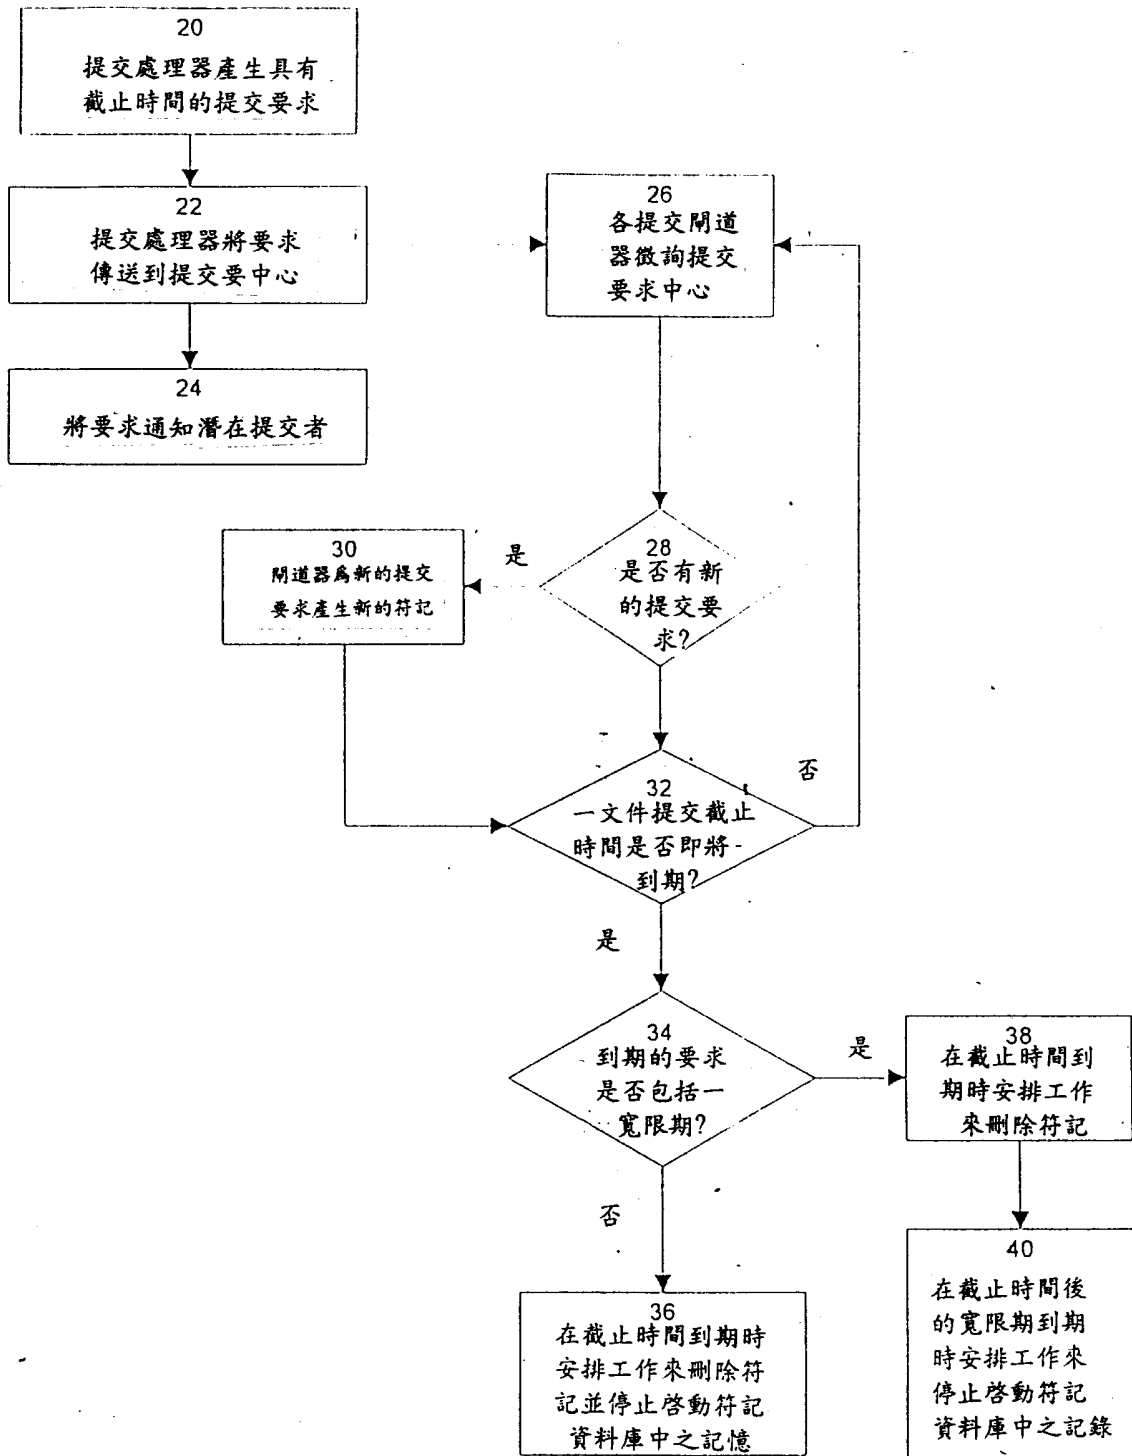 20
提交處理器產生具有
截止時間的提交要求
22
提交處理器將要求
傳送到提交要中心
24
將要求通知潛在提交者
26
各提交閘道
器徵詢提交
要求中心
28
是否有新
的提交要
求?
是
30
閘道器爲新的提交
要求產生新的符記
32
一文件提交截止
時間是否即將
到期?
否
是
34
到期的要求
是否包括一
寬限期?
是
38
在截止時間到
期時安排工作
來刪除符記
否
36
在截止時間到期時
安排工作來刪除符
記並停止啓動符記
資料庫中之記憶
40
在截止時間後
的寬限期到期
時安排工作來
停止啓動符記
資料庫中之記錄